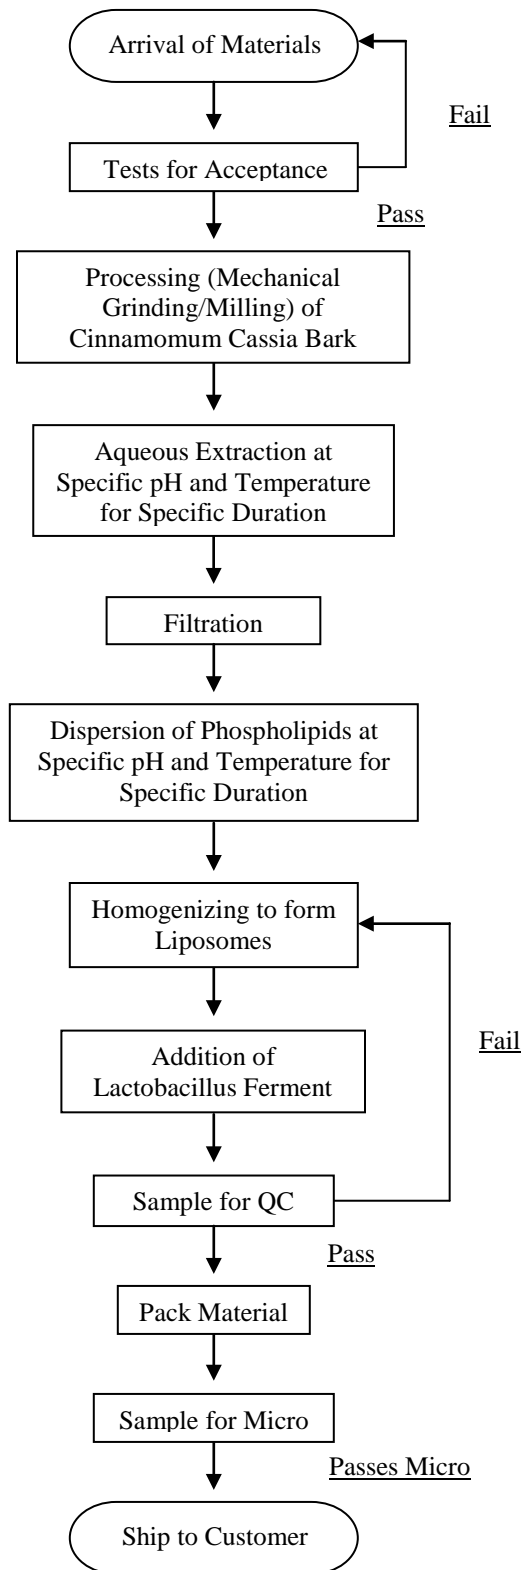 Arrival of Materials
Fail
Tests for Acceptance
Pass
Processing (Mechanical
Grinding/Milling) of
Cinnamomum Cassia Bark
Aqueous Extraction at
Specific pH and Temperature
for Specific Duration
Filtration
Dispersion of Phospholipids at
Specific pH and Temperature for
Specific Duration
Homogenizing to form
Liposomes
Fail
Addition of
Lactobacillus Ferment
Sample for QC
Pass
Pack Material
Sample for Micro
Passes Micro
Ship to Customer